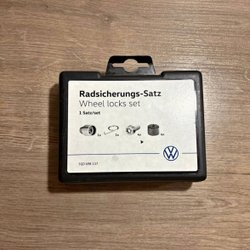 Radsicherungs-Satz
Wheel locks set
1 Satz/set